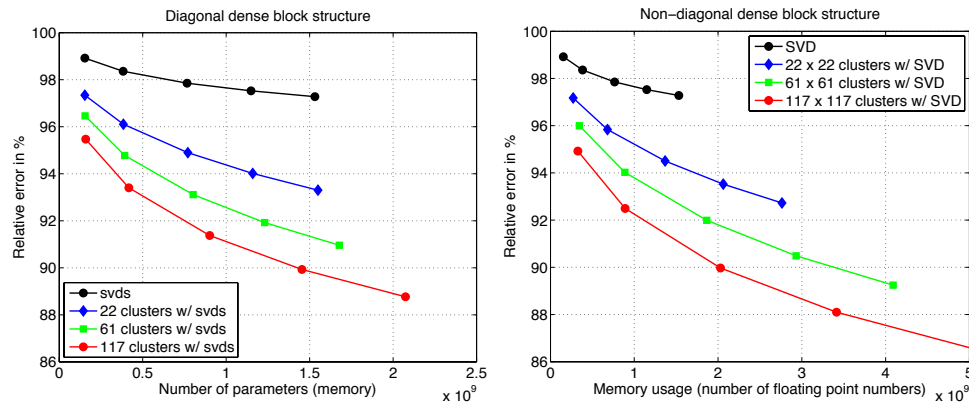 Diagonal dense block structure
100
98
96
94
92
90
88
86
Relative error in %
svds
22 clusters w/ svds
61 clusters w/ svds
117 clusters w/ svds
0 0.5 1 1.5 2 2.5
Number of parameters (memory)
x 10^9
Non−diagonal dense block structure
100
98
96
94
92
90
88
86
Relative error in %
SVD
22 x 22 clusters w/ SVD
61 x 61 clusters w/ SVD
117 x 117 clusters w/ SVD
0 1 2 3 4 5
Memory usage (number of floating point numbers)
x 10^9